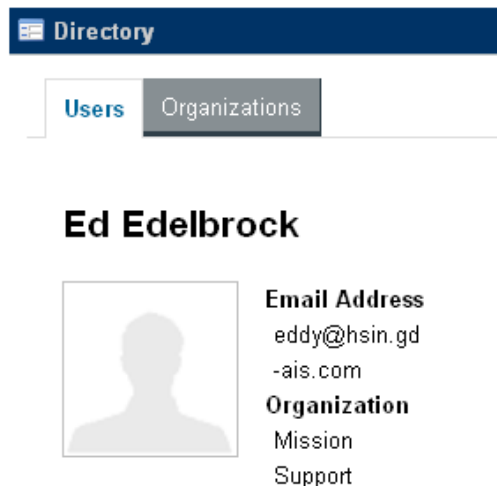 Directory
Users
Organizations
Ed Edelbrock
Email Address
eddy@hsin.gd
-ais.com
Organization
Mission
Support